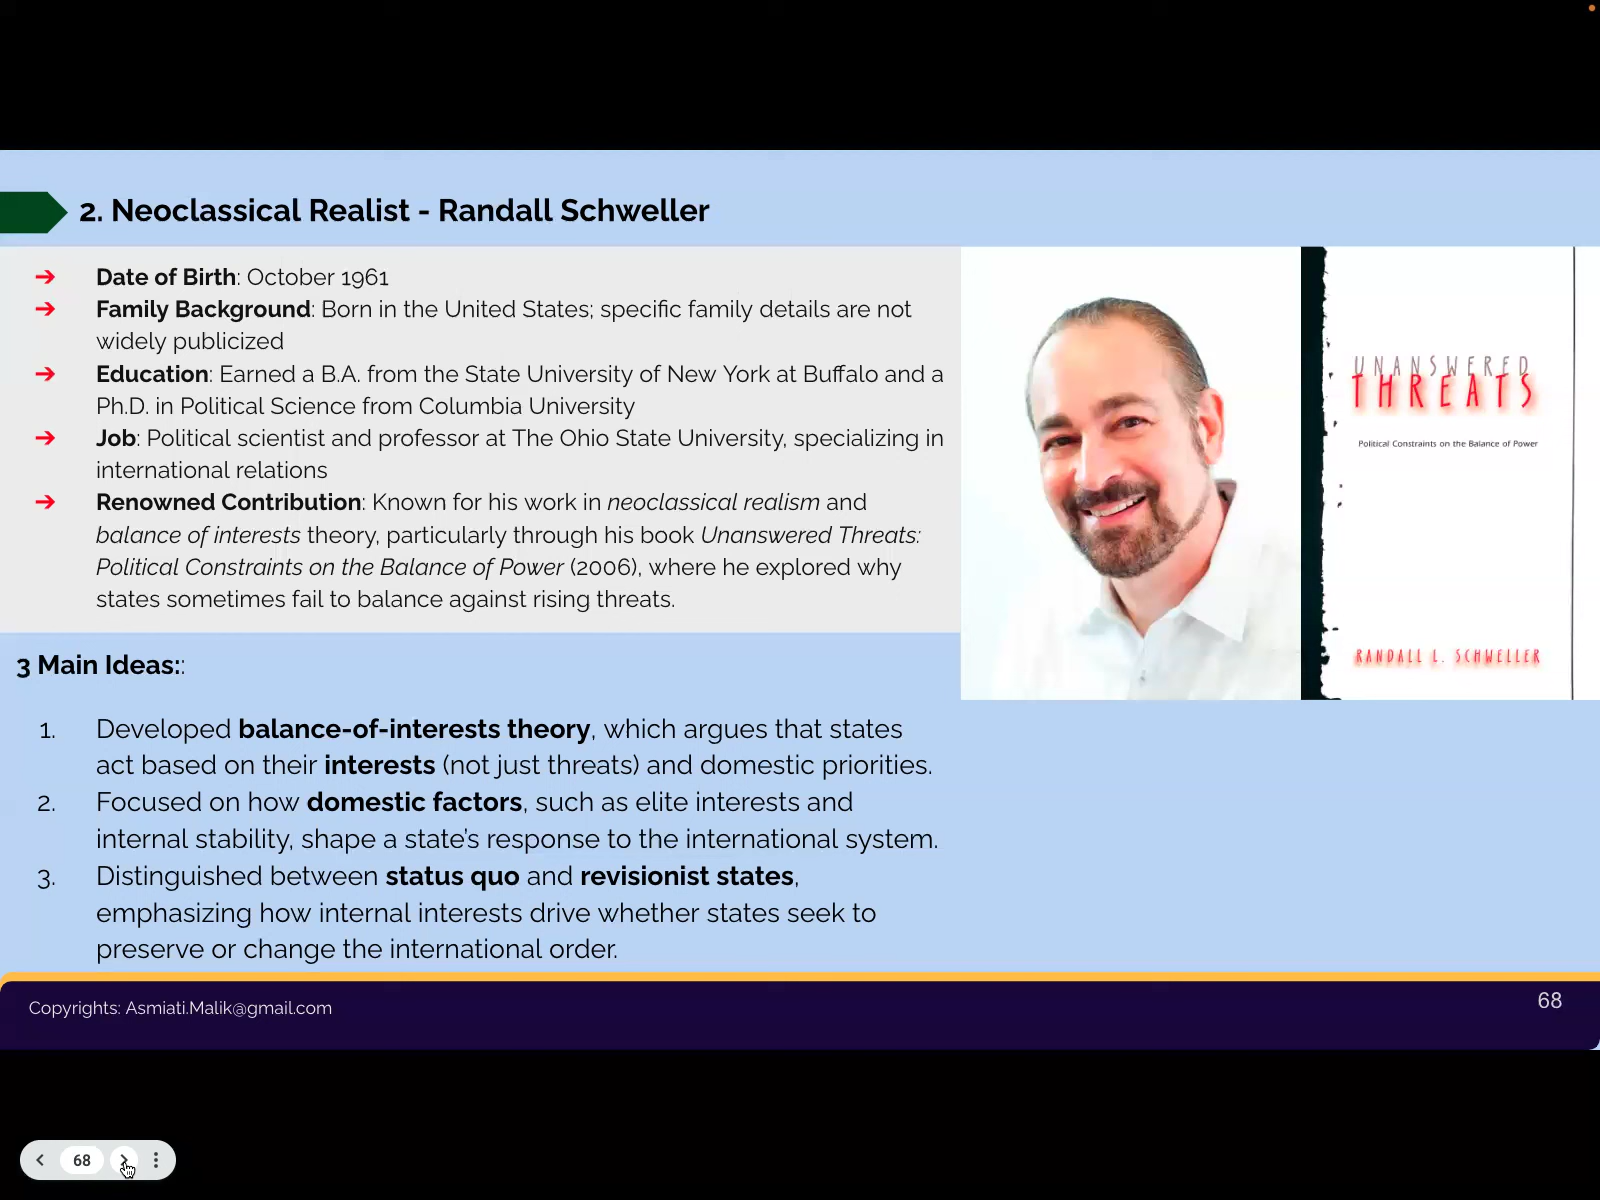 2. Neoclassical Realist - Randall Schweller
➔ Date of Birth: October 1961
➔ Family Background: Born in the United States; specific family details are not
widely publicized
➔ Education: Earned a B.A. from the State University of New York at Buffalo and a
Ph.D. in Political Science from Columbia University
➔ Job: Political scientist and professor at The Ohio State University, specializing in
international relations
➔ Renowned Contribution: Known for his work in neoclassical realism and
balance of interests theory, particularly through his book Unanswered Threats:
Political Constraints on the Balance of Power (2006), where he explored why
states sometimes fail to balance against rising threats.
UNANSWERED
THREATS
Political Constraints on the Balance of Power
RANDALL L. SCHWELLER
3 Main Ideas::
1. Developed balance-of-interests theory, which argues that states
act based on their interests (not just threats) and domestic priorities.
2. Focused on how domestic factors, such as elite interests and
internal stability, shape a state's response to the international system.
3. Distinguished between status quo and revisionist states,
emphasizing how internal interests drive whether states seek to
preserve or change the international order.
Copyrights: Asmiati.Malik@gmail.com
68
68